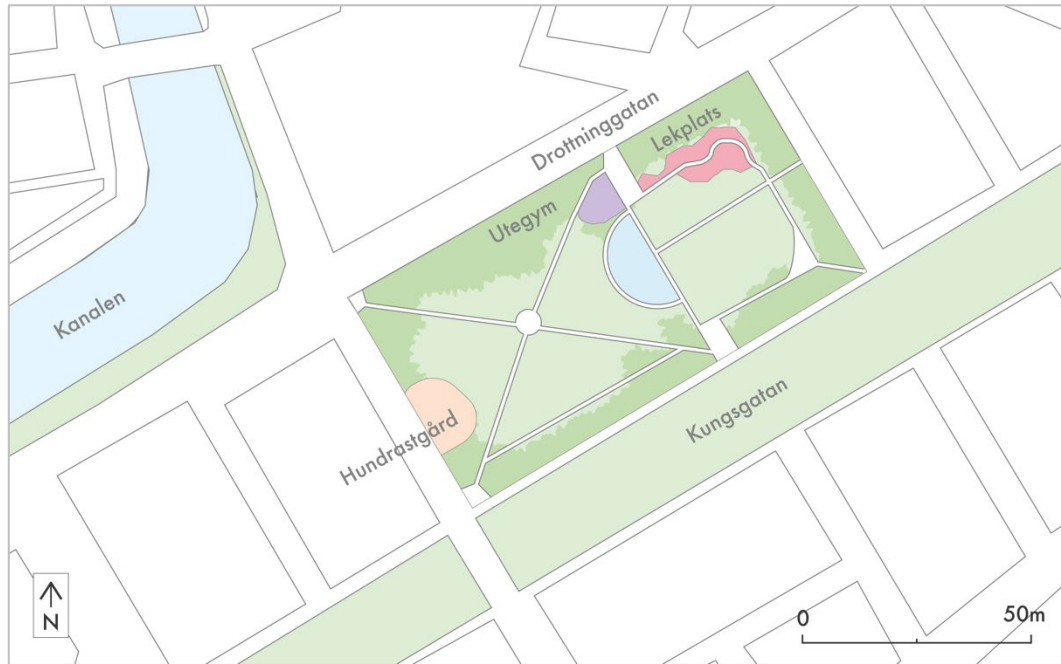 Drottninggatan
Lekplats
Utegym
Kanalen
Hundrastgård
Kungsgatan
N
0 50m